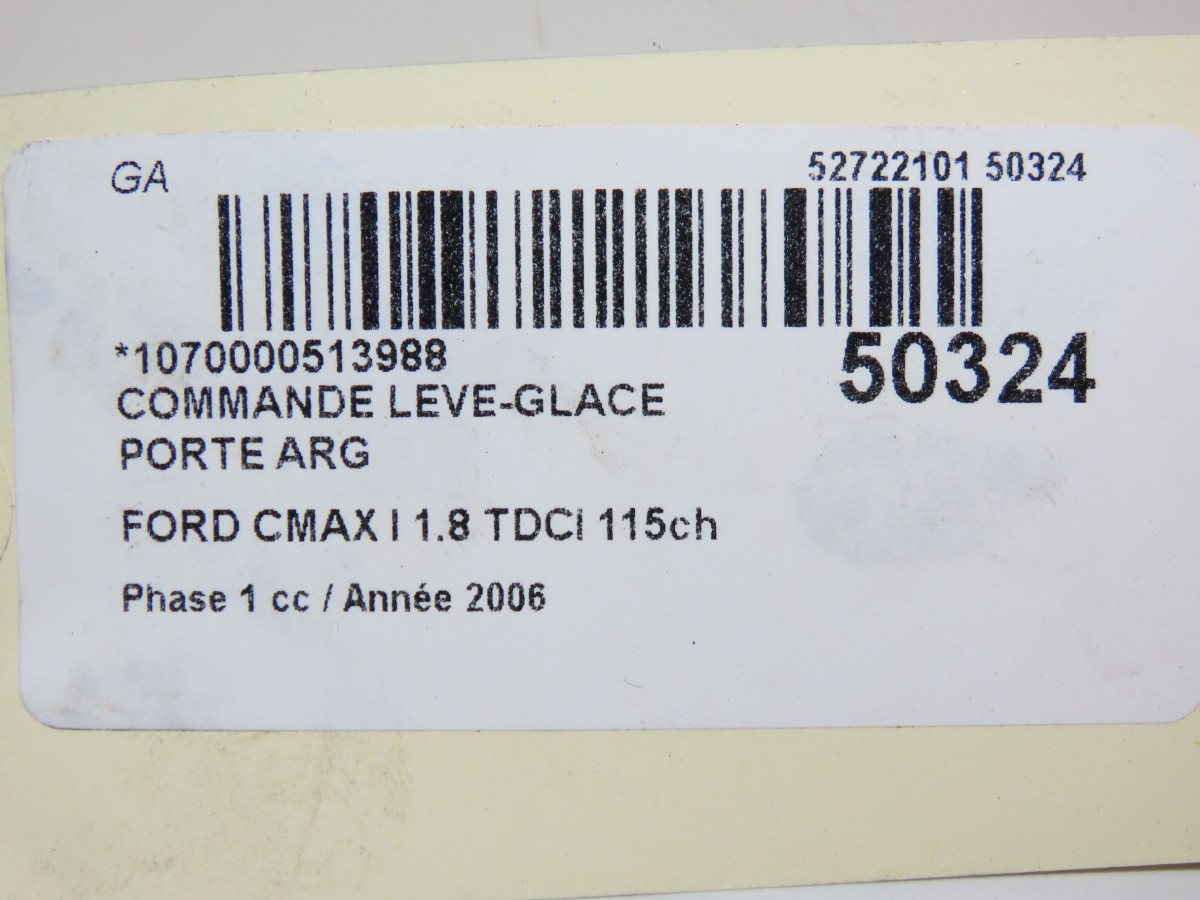 GA
52722101 50324
*1070000513988
50324
COMMANDE LEVE-GLACE
PORTE ARG
FORD CMAX I 1.8 TDCI 115ch
Phase 1 cc / Année 2006